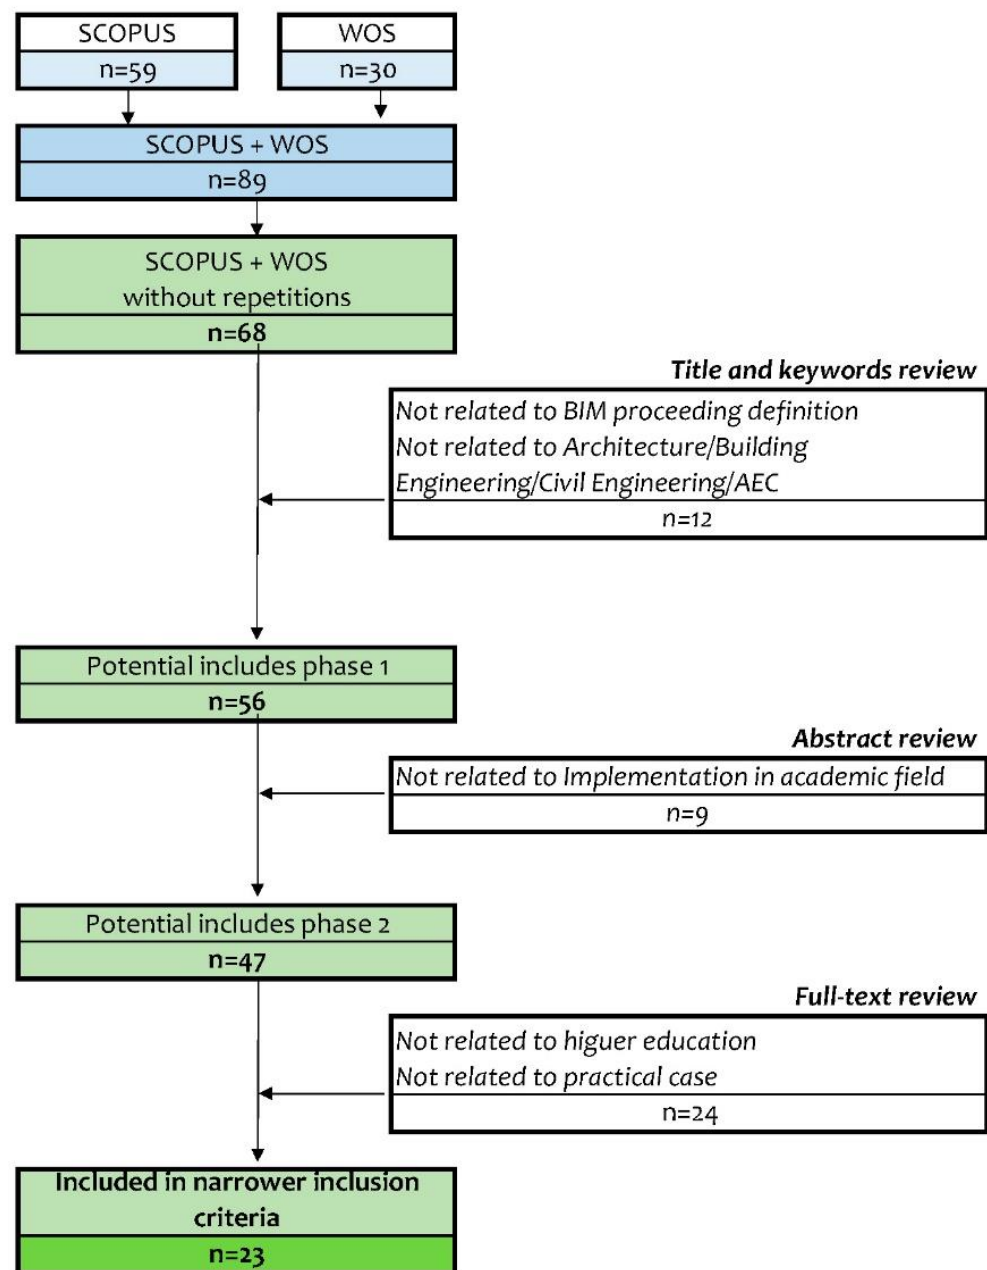 SCOPUS
n=59
WOS
n=30
SCOPUS + WOS
n=89
SCOPUS + WOS
without repetitions
n=68
Title and keywords review
Not related to BIM proceeding definition
Not related to Architecture/Building
Engineering/Civil Engineering/AEC
n=12
Potential includes phase 1
n=56
Abstract review
Not related to Implementation in academic field
n=9
Potential includes phase 2
n=47
Full-text review
Not related to higuer education
Not related to practical case
n=24
Included in narrower inclusion
criteria
n=23